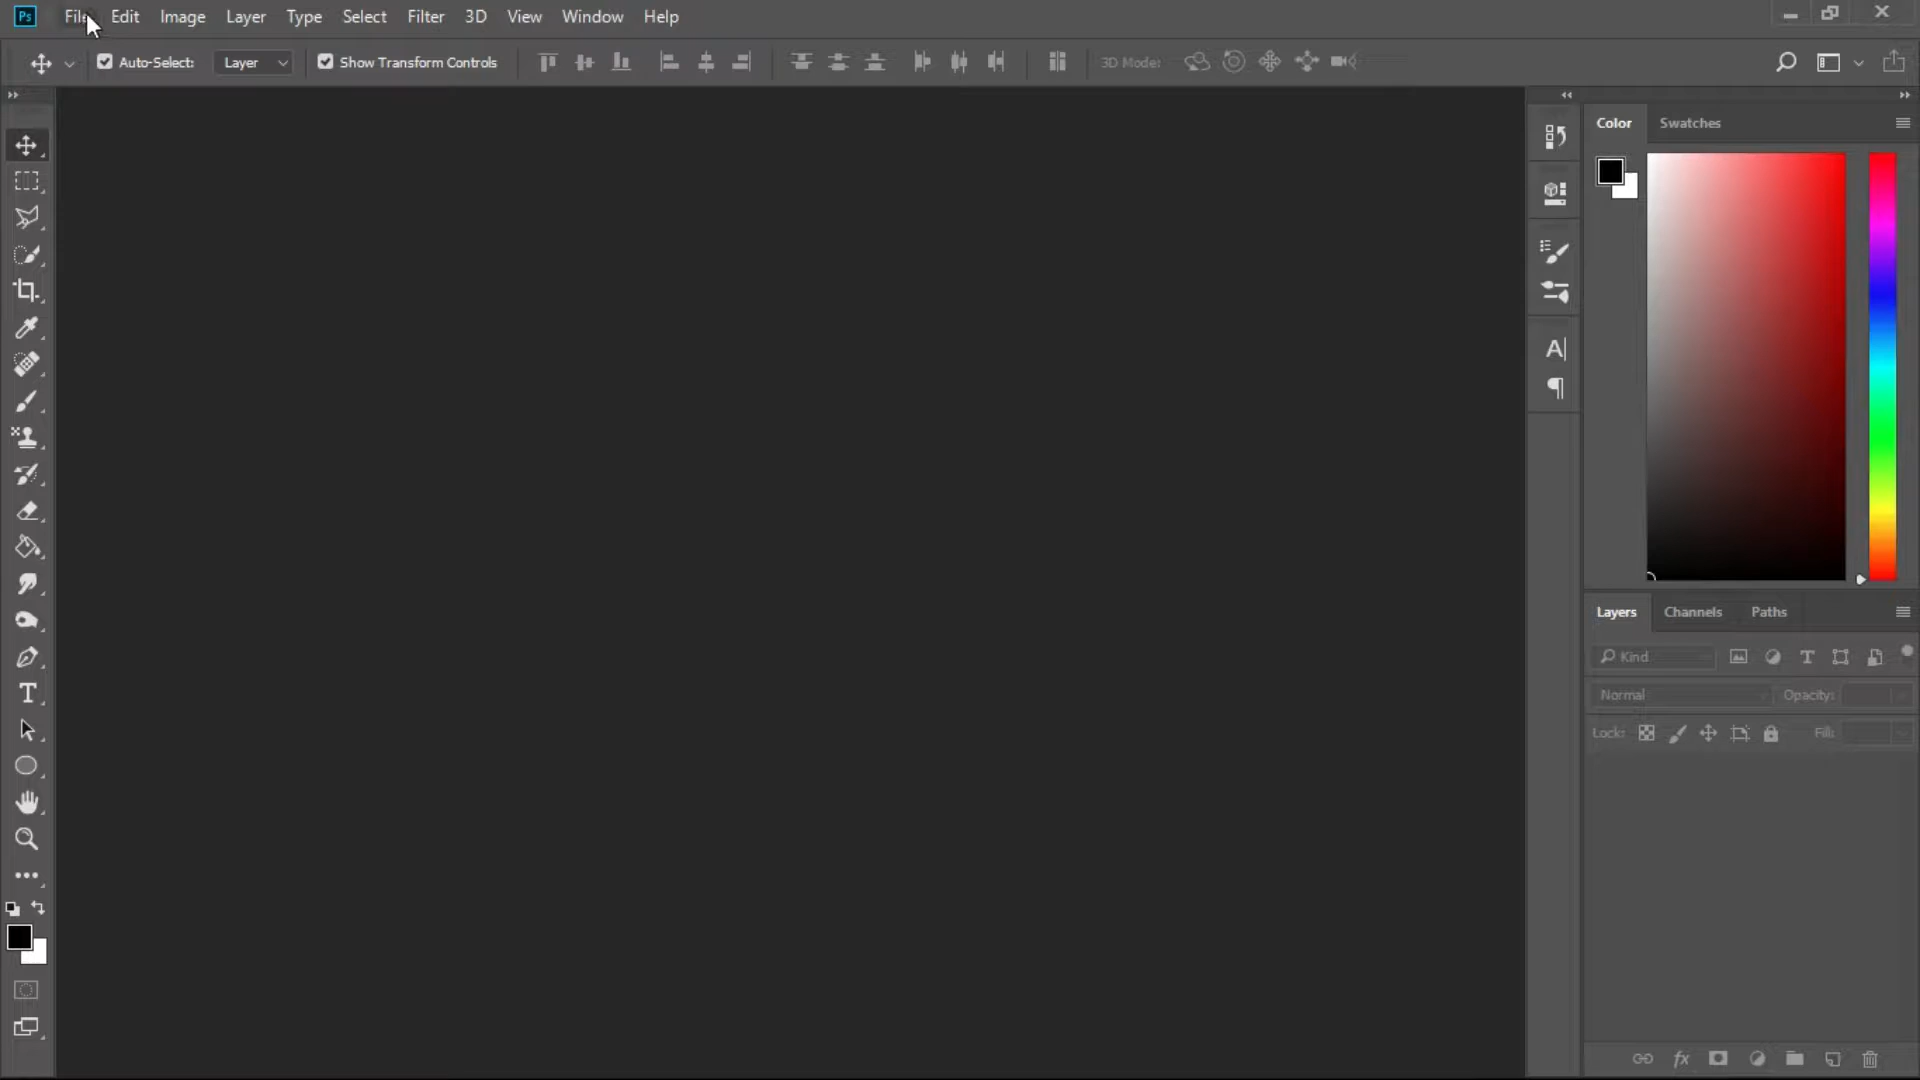 Ps File Edit Image Layer Type Select Filter 3D View Window Help
Auto-Select: Layer Show Transform Controls 3D Mode:
Color Swatches
Layers Channels Paths
Kind
Normal Opacity:
Lock: Fill: